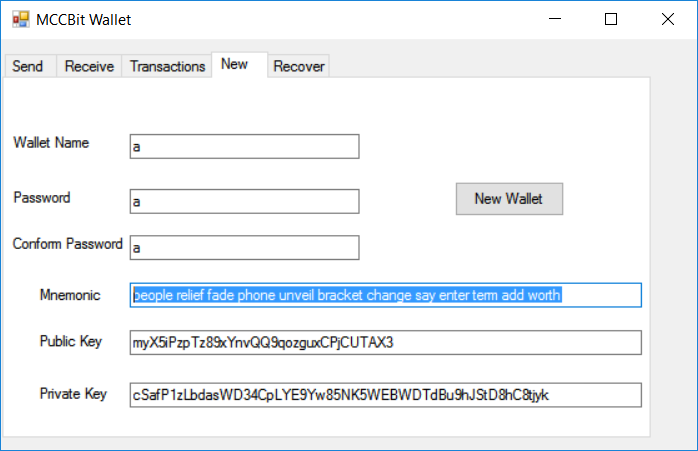 MCCBit Wallet
Send Receive Transactions New Recover
Wallet Name a
Password a New Wallet
Conform Password a
Mnemonic people relief fade phone unveil bracket change say enter term add worth
Public Key myX5iPzpTz89xYnvQQ9qozguxCPjCUTAX3
Private Key cSafP1zLbdasWD34CpLYE9Yw85NK5WEBWDTdBu9hJStD8hC8tjyk